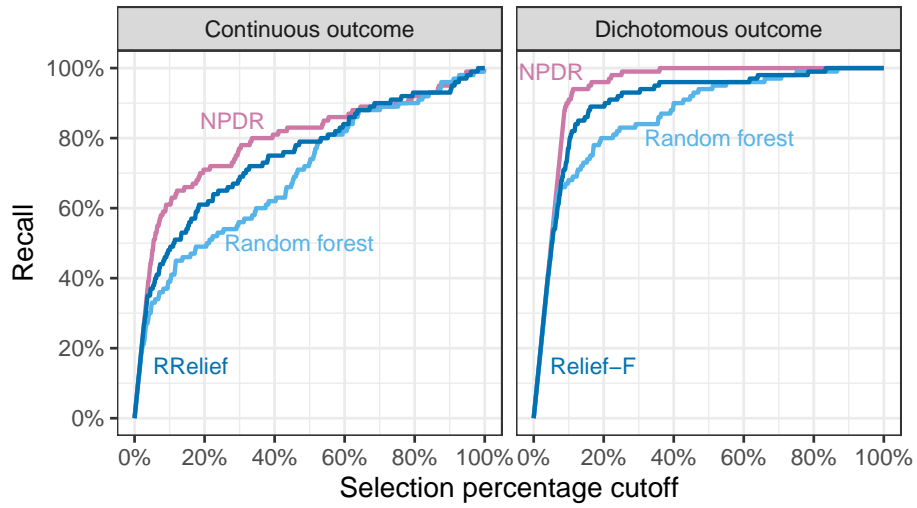 Continuous outcome
Dichotomous outcome
Recall
100%
80%
60%
40%
20%
0%
NPDR
Random forest
RRelief
NPDR
Random forest
Relief−F
0% 20% 40% 60% 80% 100%
0% 20% 40% 60% 80% 100%
Selection percentage cutoff